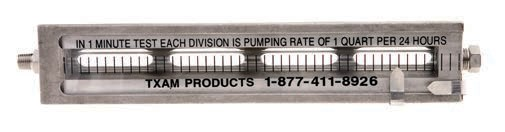 IN 1 MINUTE TEST EACH DIVISION IS PUMPING RATE OF 1 QUART PER 24 HOURS
TXAM PRODUCTS 1-877-411-8926